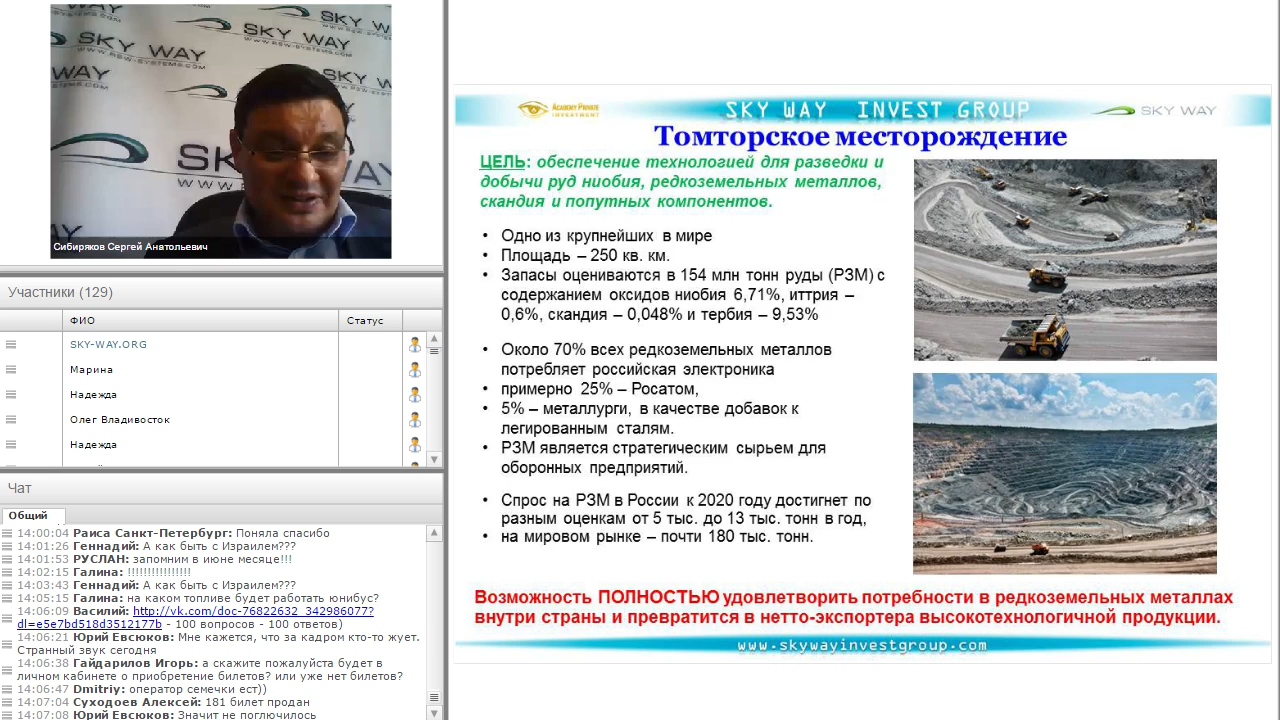 SKY WAY
WWW.RSW-SYSTEMS.COM
SKY WAY
SKY WAY
Сибиряков Сергей Анатольевич
Участники (129)
ФИО
Статус
SKY-WAY.ORG
Марина
Надежда
Олег Владивосток
Надежда
Чат
Общий
14:00:04 Раиса Санкт-Петербург: Поняла спасибо
14:01:26 Геннадий: А как быть с Израилем???
14:01:53 РУСЛАН: запомним в июне месяце!!!
14:02:15 Галина: !!!!!!!!!!!!!!!!
14:03:43 Геннадий: А как быть с Израилем???
14:05:15 Галина: на каком топливе будет работать юнибус?
14:06:09 Василий: http://vk.com/doc-76822632_342986077?
dl=e5e7bd518d3512177b - 100 вопросов - 100 ответов)
14:06:21 Юрий Евсюков: Мне кажется, что за кадром кто-то жует.
Странный звук сегодня
14:06:38 Гайдарилов Игорь: а скажите пожалуйста будет в
личном кабинете о приобретение билетов? или уже нет билетов?
14:06:47 Dmitriy: оператор семечки ест))
14:07:04 Суходоев Алексей: 181 билет продан
14:07:08 Юрий Евсюков: Значит не поглючилось
ACADEMY PRIVATE
INVESTMENT
SKY WAY INVEST GROUP
SKY WAY
Томторское месторождение
ЦЕЛЬ: обеспечение технологией для разведки и
добычи руд ниобия, редкоземельных металлов,
скандия и попутных компонентов.
• Одно из крупнейших в мире
• Площадь – 250 кв. км.
• Запасы оцениваются в 154 млн тонн руды (РЗМ) с
содержанием оксидов ниобия 6,71%, иттрия –
0,6%, скандия – 0,048% и тербия – 9,53%
• Около 70% всех редкоземельных металлов
потребляет российская электроника
• примерно 25% – Росатом,
• 5% – металлурги, в качестве добавок к
легированным сталям.
• РЗМ является стратегическим сырьем для
оборонных предприятий.
• Спрос на РЗМ в России к 2020 году достигнет по
разным оценкам от 5 тыс. до 13 тыс. тонн в год,
• на мировом рынке – почти 180 тыс. тонн.
Возможность ПОЛНОСТЬЮ удовлетворить потребности в редкоземельных металлах
внутри страны и превратится в нетто-экспортера высокотехнологичной продукции.
www.skywayinvestgroup.com